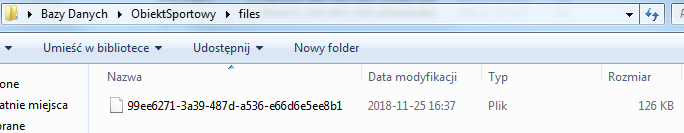 Bazy Danych ▸ ObiektSportowy ▸ files
Umieść w bibliotece Udostępnij Nowy folder
Nazwa Data modyfikacji Typ Rozmiar
one
99ee6271-3a39-487d-a536-e66d6e5ee8b1 2018-11-25 16:37 Plik 126 KB
atnie miejsca
rane